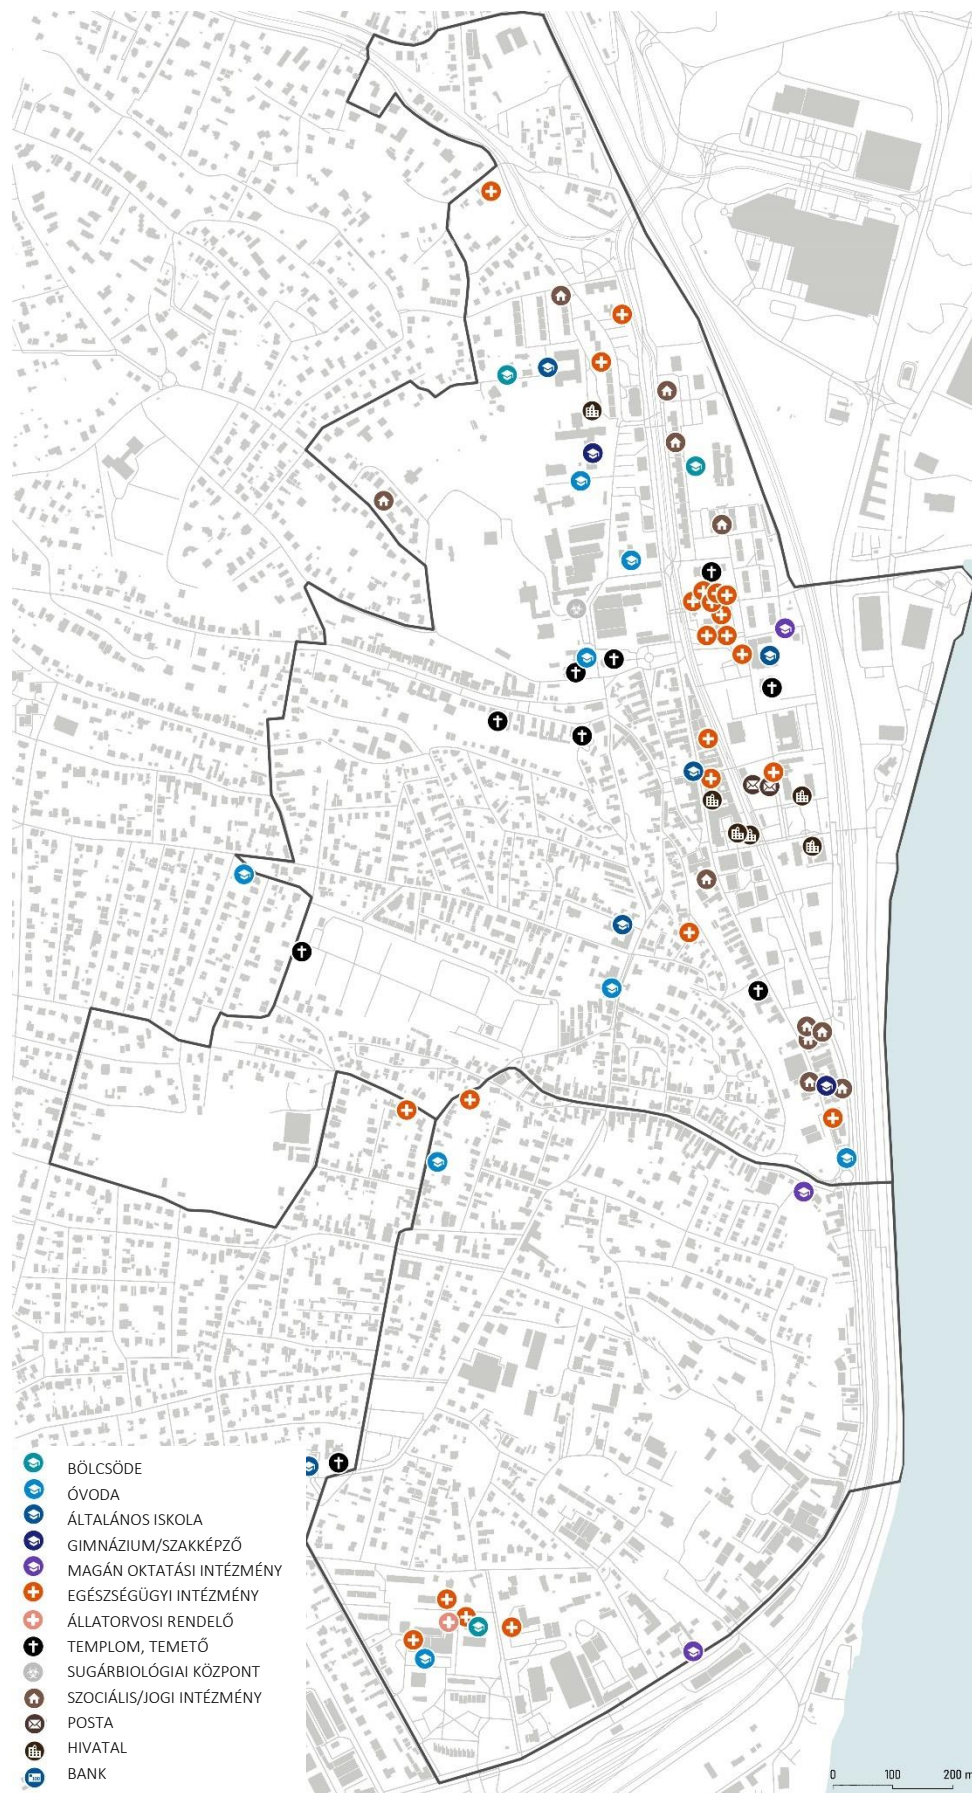 BÖLCSÖDE
ÓVODA
ÁLTALÁNOS ISKOLA
GIMNÁZIUM/SZAKKÉPZŐ
MAGÁN OKTATÁSI INTÉZMÉNY
EGÉSZSÉGÜGYI INTÉZMÉNY
ÁLLATORVOSI RENDELŐ
TEMPLOM, TEMETŐ
SUGÁRBIOLÓGIAI KÖZPONT
SZOCIÁLIS/JOGI INTÉZMÉNY
POSTA
HIVATAL
BANK
0 100 200 m